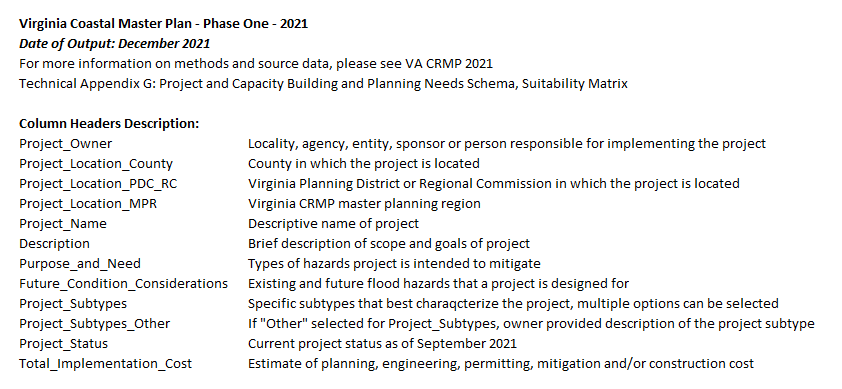 Virginia Coastal Master Plan - Phase One - 2021
Date of Output: December 2021
For more information on methods and source data, please see VA CRMP 2021
Technical Appendix G: Project and Capacity Building and Planning Needs Schema, Suitability Matrix
Column Headers Description:
Project_Owner Locality, agency, entity, sponsor or person responsible for implementing the project
Project_Location_County County in which the project is located
Project_Location_PDC_RC Virginia Planning District or Regional Commission in which the project is located
Project_Location_MPR Virginia CRMP master planning region
Project_Name Descriptive name of project
Description Brief description of scope and goals of project
Purpose_and_Need Types of hazards project is intended to mitigate
Future_Condition_Considerations Existing and future flood hazards that a project is designed for
Project_Subtypes Specific subtypes that best charaqcterize the project, multiple options can be selected
Project_Subtypes_Other If "Other" selected for Project_Subtypes, owner provided description of the project subtype
Project_Status Current project status as of September 2021
Total_Implementation_Cost Estimate of planning, engineering, permitting, mitigation and/or construction cost